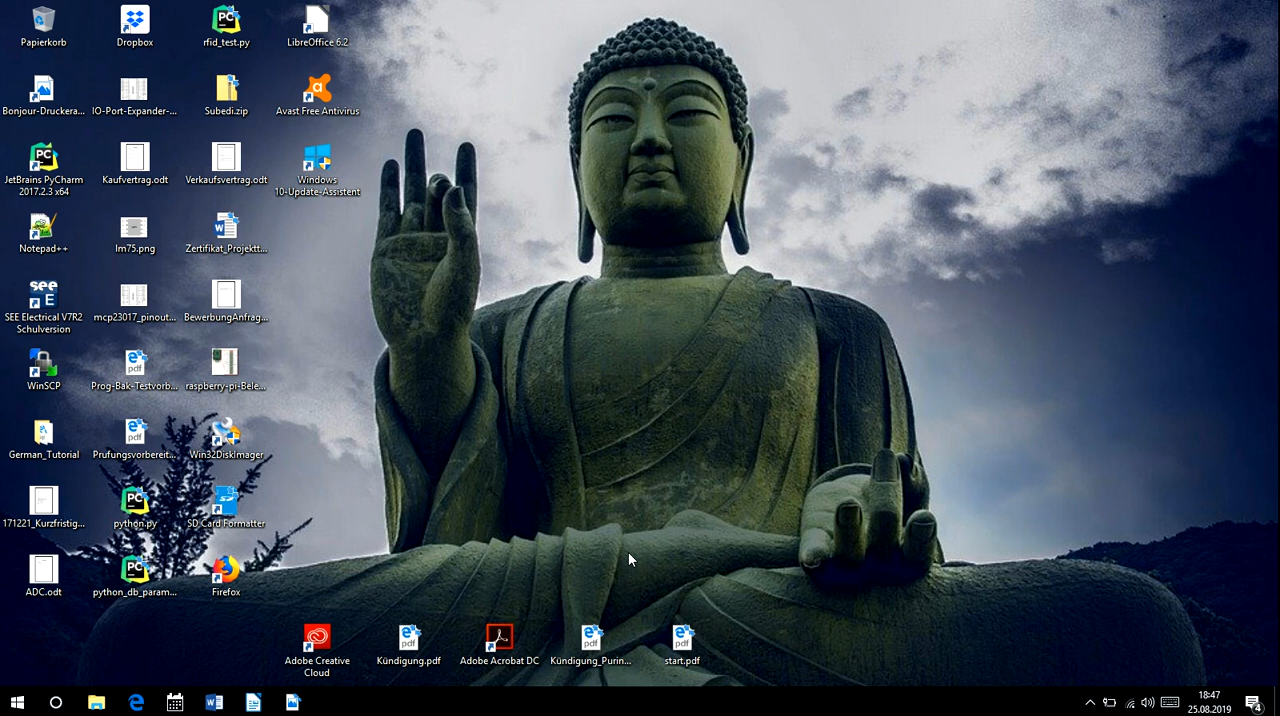 Papierkorb
Dropbox
rfid_test.py
LibreOffice 6.2
Bonjour-Druckera...
IO-Port-Expander-...
Subedi.zip
Avast Free Antivirus
JetBrains PyCharm
2017.2.3 x64
Kaufvertrag.odt
Verkaufsvertrag.odt
Windows
10-Update-Assistent
Notepad++
lm75.png
Zertifikat_Projektt...
SEE Electrical V7R2
Schulversion
mcp23017_pinout...
BewerbungAnfrag...
WinSCP
Prog-Bak-Testvorb...
raspberry-pi-Bele...
German_Tutorial
Prüfungsvorbereit...
Win32DiskImager
171221_Kurzfristig...
python.py
SD Card Formatter
ADC.odt
python_db_param...
Firefox
Adobe Creative
Cloud
Kündigung.pdf
Adobe Acrobat DC
Kündigung_Purin...
start.pdf
18:47
25.08.2019
4